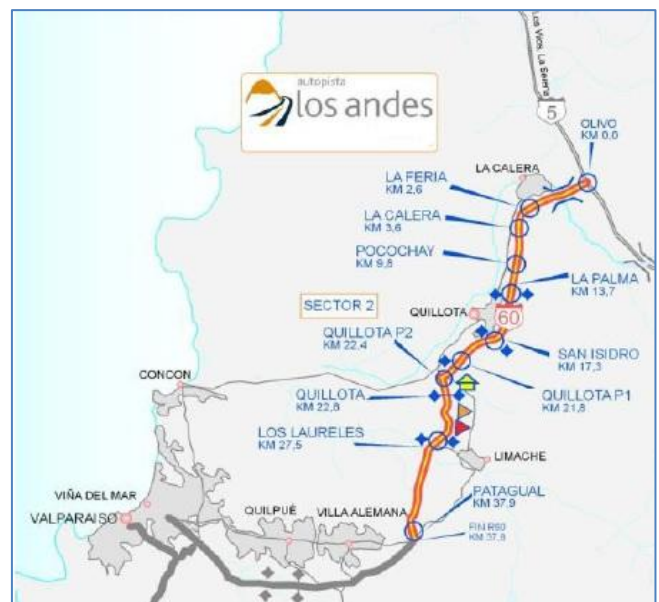 autopista
los andes
Los Vilos, La Serena
5
OLIVO
KM 0,0
LA CALERA
LA FERIA
KM 2,6
LA CALERA
KM 3,6
POCOCHAY
KM 9,8
LA PALMA
KM 13,7
SECTOR 2
QUILLOTA
60
QUILLOTA P2
KM 22,4
SAN ISIDRO
KM 17,3
CONCON
QUILLOTA
KM 22,8
QUILLOTA P1
KM 21,8
LOS LAURELES
KM 27,5
LIMACHE
VIÑA DEL MAR
VALPARAISO
QUILPUÉ
VILLA ALEMANA
PATAGUAL
KM 37,9
FIN R60
KM 37,9